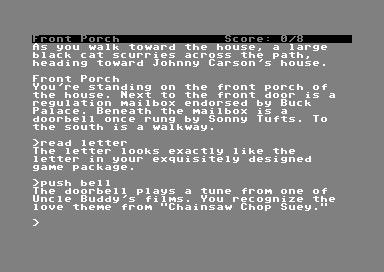 Front Porch Score: 0/8
As you walk toward the house, a large
black cat scurries across the path,
heading toward Johnny Carson's house.
Front Porch
You're standing on the front porch of
the house. Next to the front door is a
regulation mailbox endorsed by Buck
Palace. Beneath the mailbox is a
doorbell once rung by Sonny Tufts. To
the south is a walkway.
>read letter
The letter looks exactly like the
letter in your exquisitely designed
game package.
>push bell
The doorbell plays a tune from one of
Uncle Buddy's films. You recognize the
love theme from "Chainsaw Chop Suey."
>